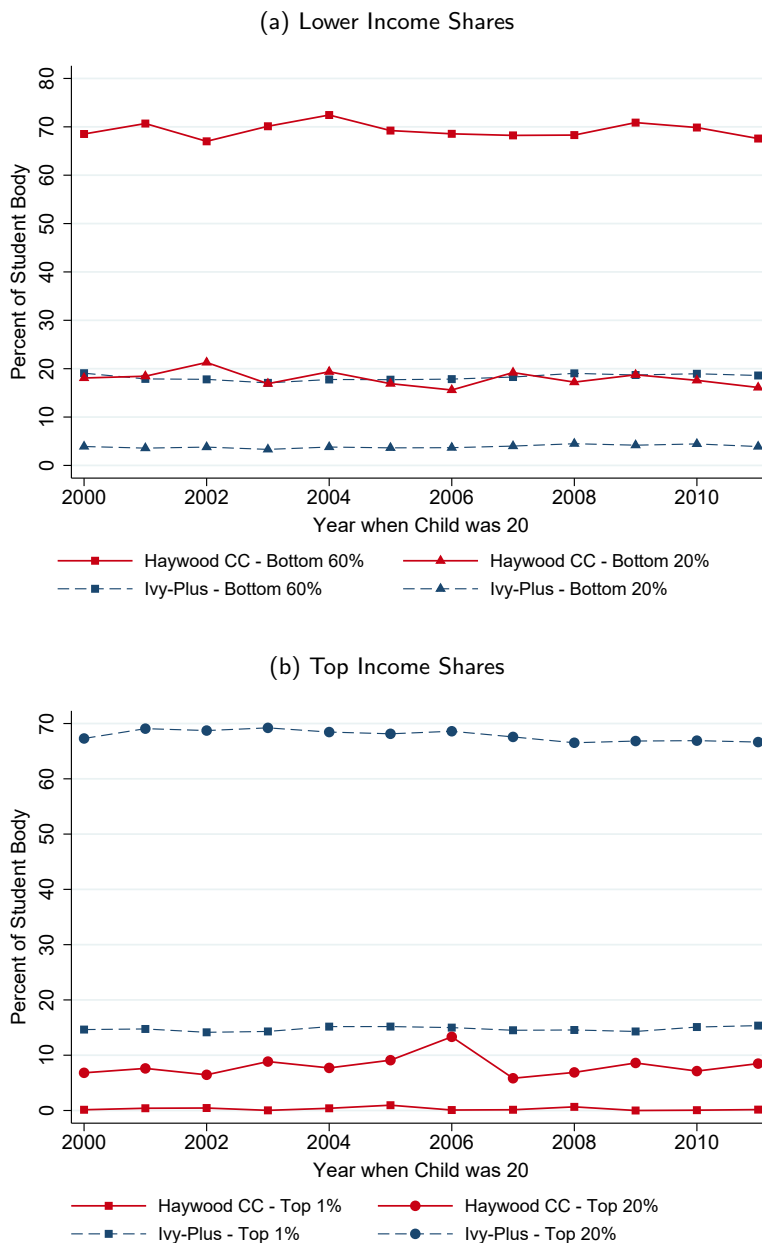 (a) Lower Income Shares
Percent of Student Body
80
70
60
50
40
30
20
10
0
2000 2002 2004 2006 2008 2010
Year when Child was 20
Haywood CC - Bottom 60% Haywood CC - Bottom 20%
Ivy-Plus - Bottom 60% Ivy-Plus - Bottom 20%
(b) Top Income Shares
Percent of Student Body
70
60
50
40
30
20
10
0
2000 2002 2004 2006 2008 2010
Year when Child was 20
Haywood CC - Top 1% Haywood CC - Top 20%
Ivy-Plus - Top 1% Ivy-Plus - Top 20%